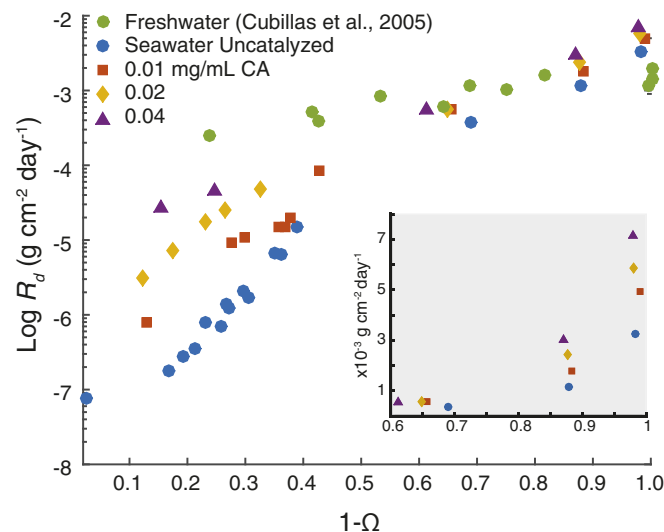 Freshwater (Cubillas et al., 2005)
Seawater Uncatalyzed
0.01 mg/mL CA
0.02
0.04
Log R_d (g cm⁻² day⁻¹)
-2
-3
-4
-5
-6
-7
-8
0.1 0.2 0.3 0.4 0.5 0.6 0.7 0.8 0.9 1.0
1-Ω
x10⁻³ g cm⁻² day⁻¹
7
5
3
1
0.6 0.7 0.8 0.9 1